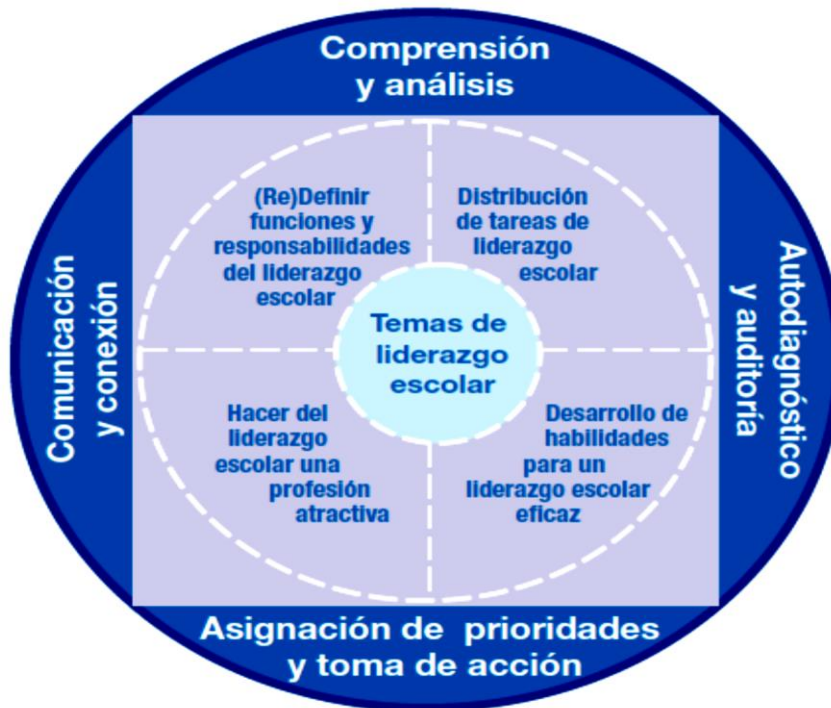 Comprensión
y análisis
(Re)Definir
funciones y
responsabilidades
del liderazgo
escolar
Distribución
de tareas de
liderazgo
escolar
Comunicación
y conexión
Temas de
liderazgo
escolar
Autodiagnóstico
y auditoría
Hacer del
liderazgo
escolar una
profesión
atractiva
Desarrollo de
habilidades
para un
liderazgo escolar
eficaz
Asignación de prioridades
y toma de acción